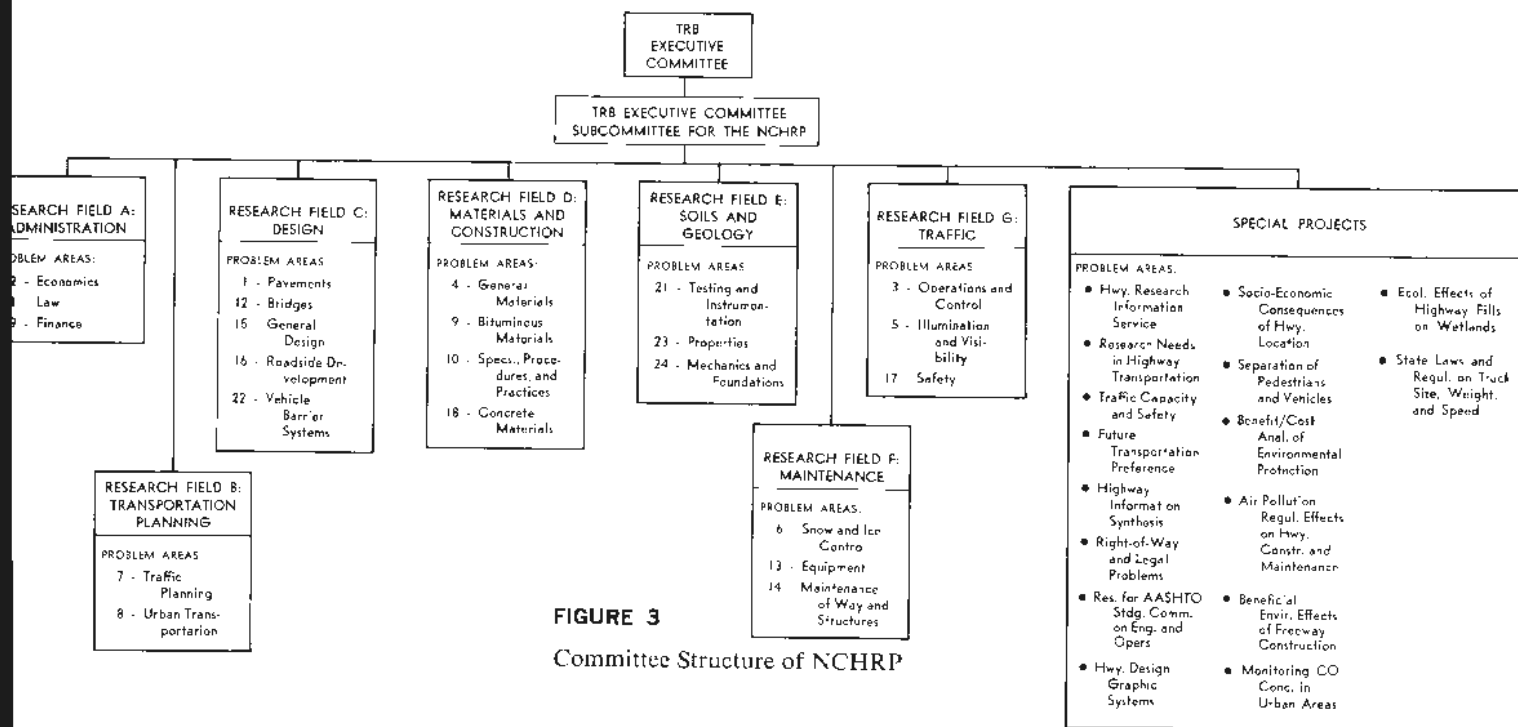 TRB
EXECUTIVE
COMMITTEE
TRB EXECUTIVE COMMITTEE
SUBCOMMITTEE FOR THE NCHRP
SEARCH FIELD A:
ADMINISTRATION
OBLEM AREAS:
2 - Economics
Law
9 - Finance
RESEARCH FIELD B:
TRANSPORTATION
PLANNING
PROBLEM AREAS
7 - Traffic
Planning
8 - Urban Trans-
portation
RESEARCH FIELD C:
DESIGN
PROBLEM AREAS
1 - Pavements
12 - Bridges
15 General
Design
16 - Roadside De-
velopment
22 - Vehicle
Barrier
Systems
RESEARCH FIELD D:
MATERIALS AND
CONSTRUCTION
PROBLEM AREAS:
4 - General
Materials
9 - Bituminous
Materials
10 - Specs., Proce-
dures, and
Practices
18 - Concrete
Materials
RESEARCH FIELD E:
SOILS AND
GEOLOGY
PROBLEM AREAS
21 - Testing and
Instrumen-
tation
23 - Properties
24 - Mechanics and
Foundations
RESEARCH FIELD F:
MAINTENANCE
PROBLEM AREAS.
6 Snow and Ice
Contro
13 - Equipment
14 Maintenance
of Way and
Structures
RESEARCH FIELD G:
TRAFFIC
PROBLEM AREAS
3 - Operations and
Control
5 - Illumination
and Visi-
bility
17 Safety
SPECIAL PROJECTS
PROBLEM AREAS.
• Hwy. Research
Information
Service
• Research Needs
in Highway
Transportation
• Traffic Capacity
and Safety
• Future
Transportation
Preference
• Highway
Information
Synthesis
• Right-of-Way
and Legal
Problems
• Res. for AASHTO
Stdg. Comm.
on Eng. and
Opers
• Hwy. Design
Graphic
Systems
• Socio-Economic
Consequences
of Hwy.
Location
• Separation of
Pedestrians
and Vehicles
• Benefit/Cost
Anal. of
Environmental
Protection
• Air Pollution
Regul. Effects
on Hwy.
Constr. and
Maintenance
• Beneficial
Envir. Effects
of Freeway
Construction
• Monitoring CO
Conc. in
Urban Areas
• Ecol. Effects of
Highway Fills
on Wetlands
• State Laws and
Regul. on Truck
Size, Weight,
and Speed
FIGURE 3
Committee Structure of NCHRP